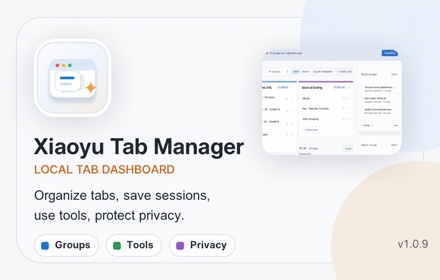 Xiaoyu Tab Manager
LOCAL TAB DASHBOARD
Organize tabs, save sessions,
use tools, protect privacy.
Groups
Tools
Privacy
v1.0.9